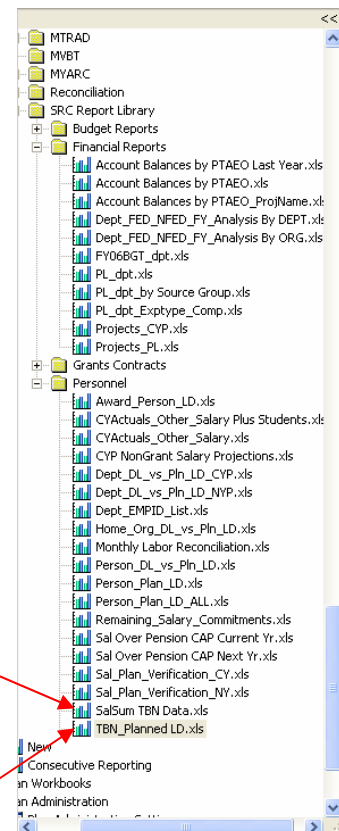 <<
MTRAD
MVBT
MYARC
Reconciliation
SRC Report Library
Budget Reports
Financial Reports
Account Balances by PTAEO Last Year.xls
Account Balances by PTAEO.xls
Account Balances by PTAEO_ProjName.xl
Dept_FED_NFED_FY_Analysis By DEPT.xls
Dept_FED_NFED_FY_Analysis By ORG.xls
FY06BGT_dpt.xls
PL_dpt.xls
PL_dpt_by Source Group.xls
PL_dpt_Exptype_Comp.xls
Projects_CYP.xls
Projects_PL.xls
Grants Contracts
Personnel
Award_Person_LD.xls
CYActuals_Other_Salary Plus Students.xls
CYActuals_Other_Salary.xls
CYP NonGrant Salary Projections.xls
Dept_DL_vs_Pln_LD_CYP.xls
Dept_DL_vs_Pln_LD_NYP.xls
Dept_EMPID_List.xls
Home_Org_DL_vs_Pln_LD.xls
Monthly Labor Reconciliation.xls
Person_DL_vs_Pln_LD.xls
Person_Plan_LD.xls
Person_Plan_LD_ALL.xls
Remaining_Salary_Commitments.xls
Sal Over Pension CAP Current Yr.xls
Sal Over Pension CAP Next Yr.xls
Sal_Plan_Verification_CY.xls
Sal_Plan_Verification_NY.xls
SalSum TBN Data.xls
TBN_Planned LD.xls
New
Consecutive Reporting
an Workbooks
an Administration